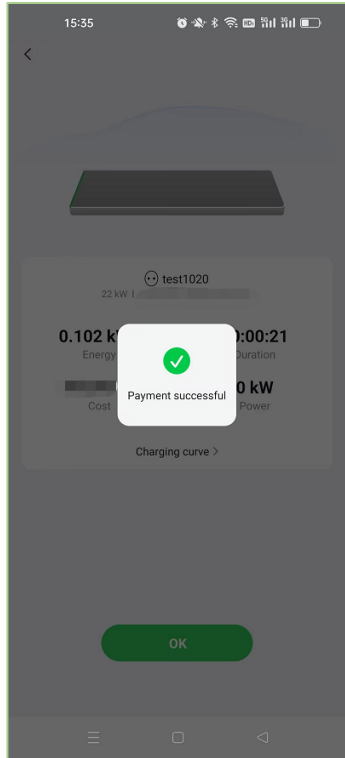 15:35
test1020
22 kW
0.102 k
:00:21
Energy
Duration
0 kW
Payment successful
Cost
Power
Charging curve >
OK